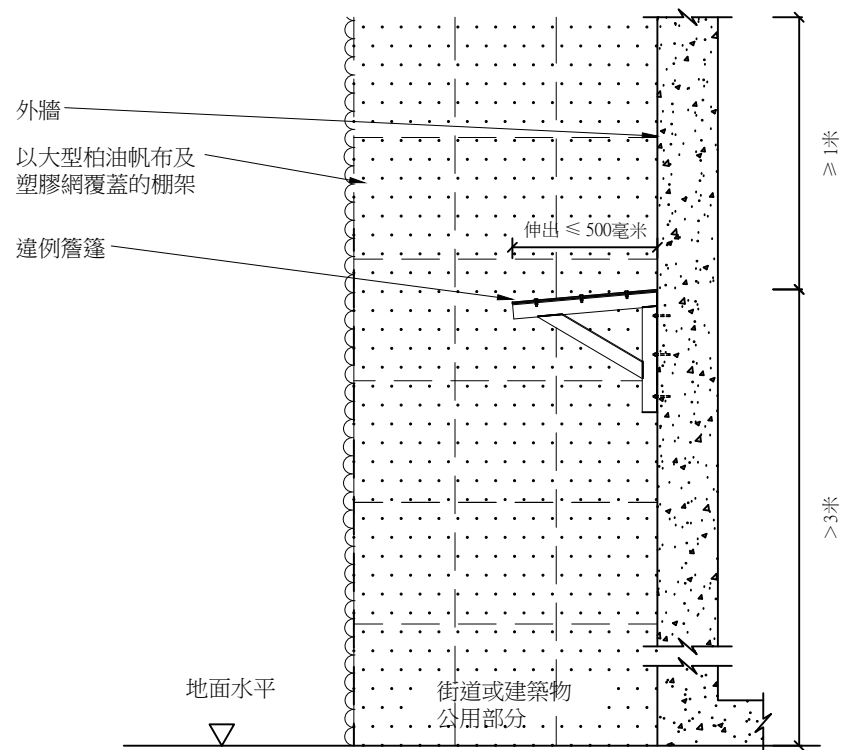 外牆
以大型柏油帆布及
塑膠網覆蓋的棚架
違例簷篷
伸出 ≤ 500毫米
≥ 1米
>3米
地面水平
街道或建築物
公用部分